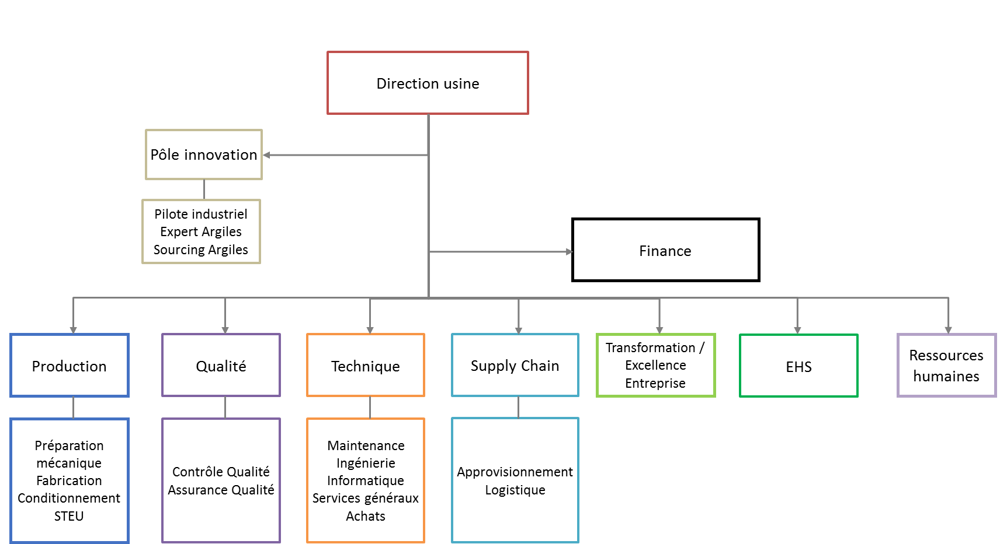 Direction usine
Pôle innovation
Pilote industriel
Expert Argiles
Sourcing Argiles
Finance
Production
Qualité
Technique
Supply Chain
Transformation /
Excellence
Entreprise
EHS
Ressources
humaines
Préparation
mécanique
Fabrication
Conditionnement
STEU
Contrôle Qualité
Assurance Qualité
Maintenance
Ingénierie
Informatique
Services généraux
Achats
Approvisionnement
Logistique